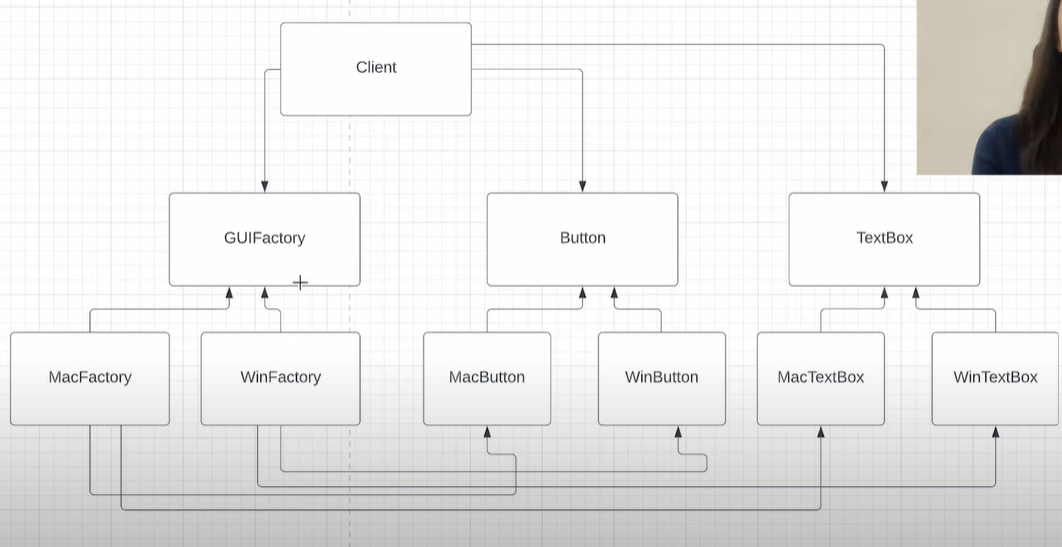 Client
GUIFactory
Button
TextBox
MacFactory
WinFactory
MacButton
WinButton
MacTextBox
WinTextBox